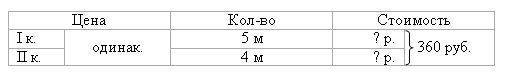 Цена Кол-во Стоимость
I к. одинак. 5 м ? р. 360 руб.
II к. 4 м ? р.